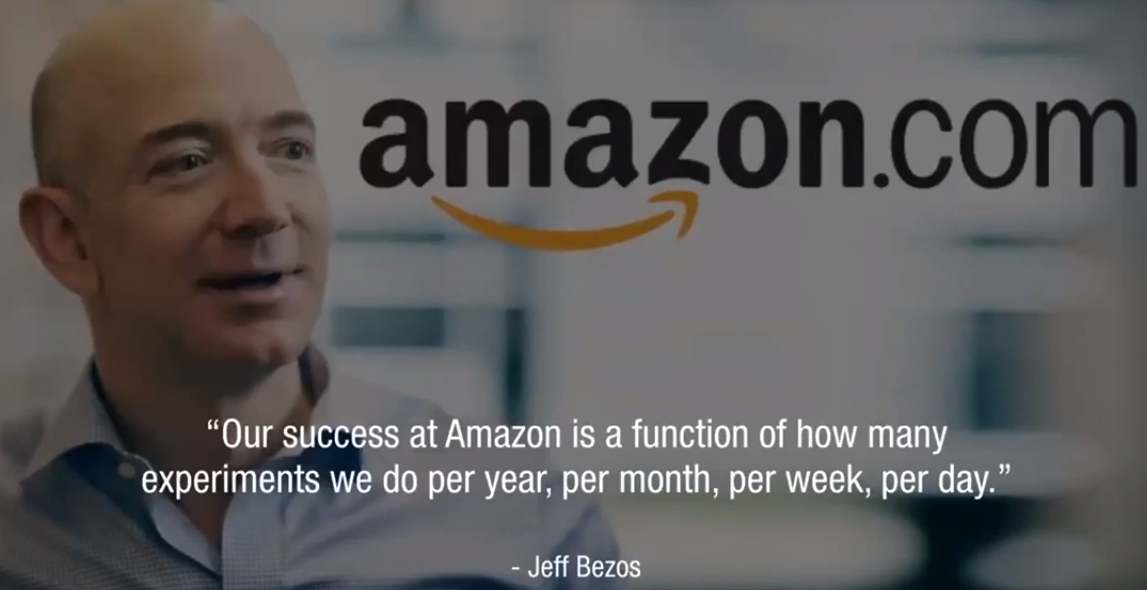 amazon.com
“Our success at Amazon is a function of how many
experiments we do per year, per month, per week, per day.”
- Jeff Bezos